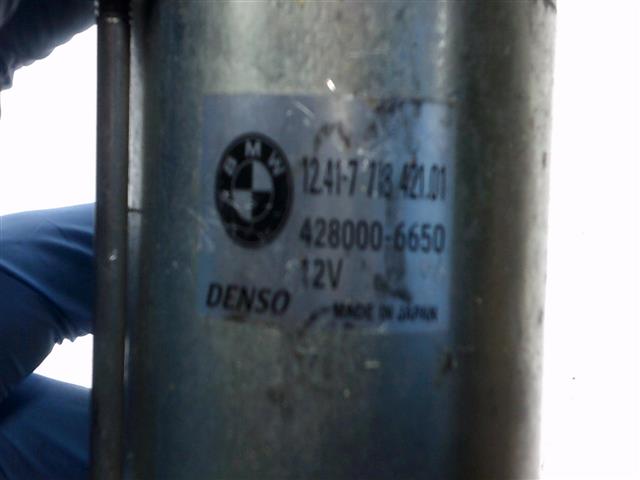 BMW
12.41-7 718 421.01
428000-6650
12V
DENSO
MADE IN JAPAN